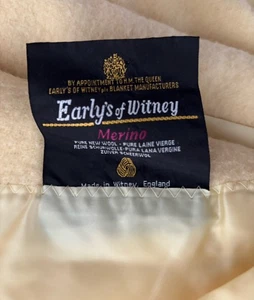 BY APPOINTMENT TO H.M. THE QUEEN
EARLY'S OF WITNEY plc BLANKET MANUFACTURERS
Early's of Witney
Merino
PURE NEW WOOL - PURE LAINE VIERGE
REINE SCHURWOLLE - PURA LANA VERGINE
ZUIVER SCHEERWOL
Made in Witney, England